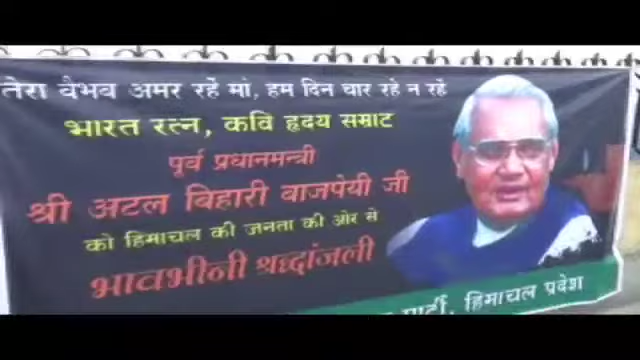 तेरा वैभव अमर रहें मां, हम दिन चार रहे न रहें
भारत रत्न, कवि हृदय सम्राट
पूर्व प्रधानमन्त्री
श्री अटल बिहारी बाजपेयी जी
को हिमाचल की जनता की ओर से
भावभीनी श्रद्धांजली
पार्टी, हिमाचल प्रदेश